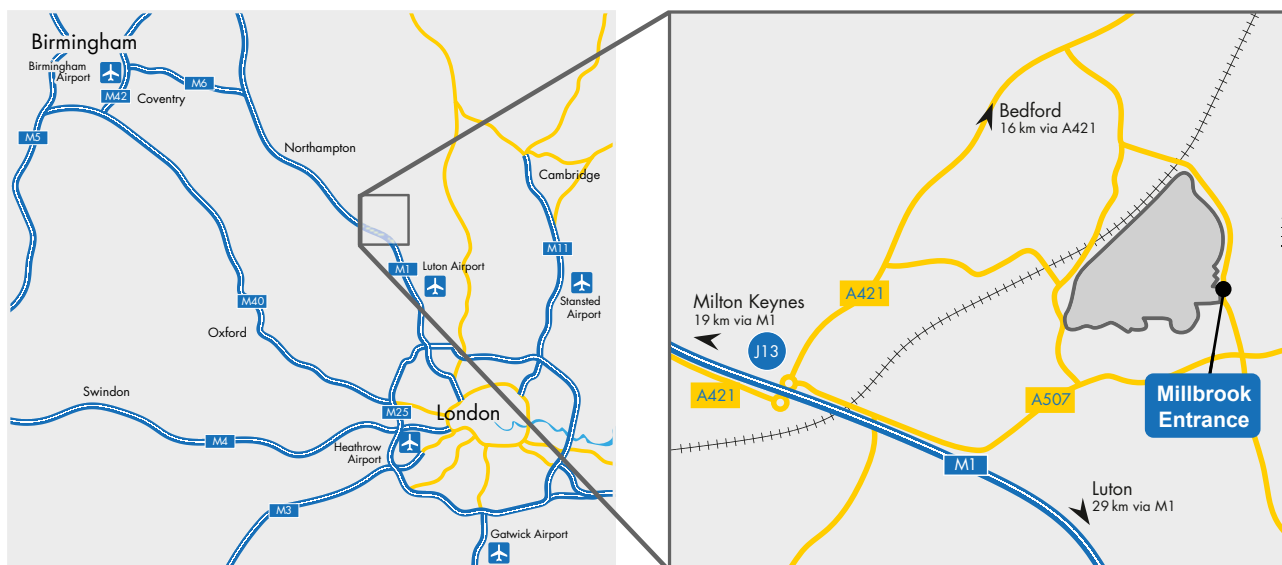 Birmingham
Birmingham
Airport
M42
Coventry
M6
M5
Northampton
Cambridge
M11
M1
Luton Airport
Stansted
Airport
M40
Oxford
Swindon
M25
London
M4
Heathrow
Airport
M3
Gatwick Airport
Bedford
16 km via A421
A421
Milton Keynes
19 km via M1
J13
A421
A507
Millbrook
Entrance
M1
Luton
29 km via M1